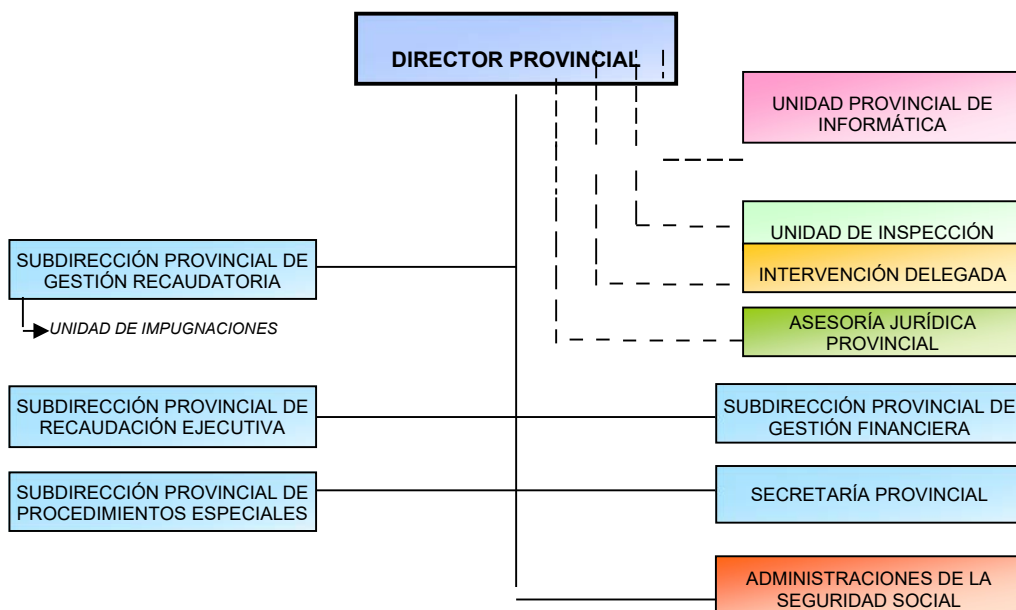 DIRECTOR PROVINCIAL
UNIDAD PROVINCIAL DE
INFORMÁTICA
UNIDAD DE INSPECCIÓN
INTERVENCIÓN DELEGADA
ASESORÍA JURÍDICA
PROVINCIAL
SUBDIRECCIÓN PROVINCIAL DE
GESTIÓN RECAUDATORIA
UNIDAD DE IMPUGNACIONES
SUBDIRECCIÓN PROVINCIAL DE
RECAUDACIÓN EJECUTIVA
SUBDIRECCIÓN PROVINCIAL DE
GESTIÓN FINANCIERA
SUBDIRECCIÓN PROVINCIAL DE
PROCEDIMIENTOS ESPECIALES
SECRETARÍA PROVINCIAL
ADMINISTRACIONES DE LA
SEGURIDAD SOCIAL